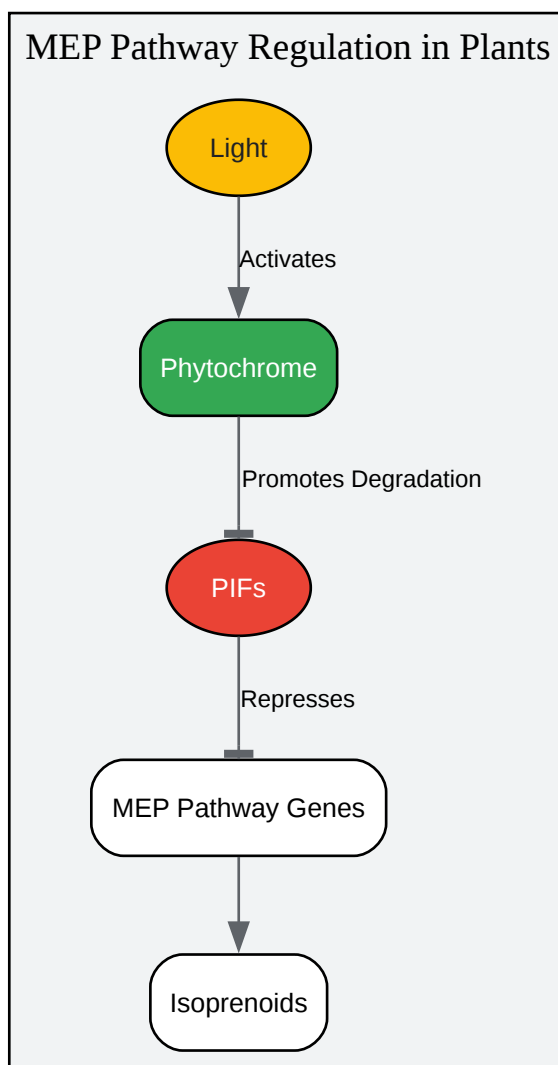 MEP Pathway Regulation in Plants
Light
Activates
Phytochrome
Promotes Degradation
PIFs
Represses
MEP Pathway Genes
Isoprenoids